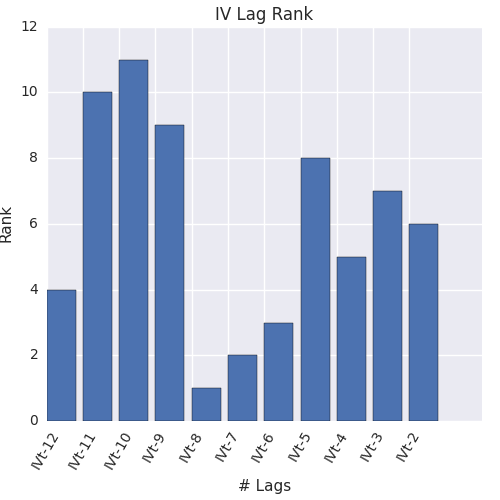 IV Lag Rank
12
10
8
6
4
2
0
Rank
IVt-12
IVt-11
IVt-10
IVt-9
IVt-8
IVt-7
IVt-6
IVt-5
IVt-4
IVt-3
IVt-2
# Lags